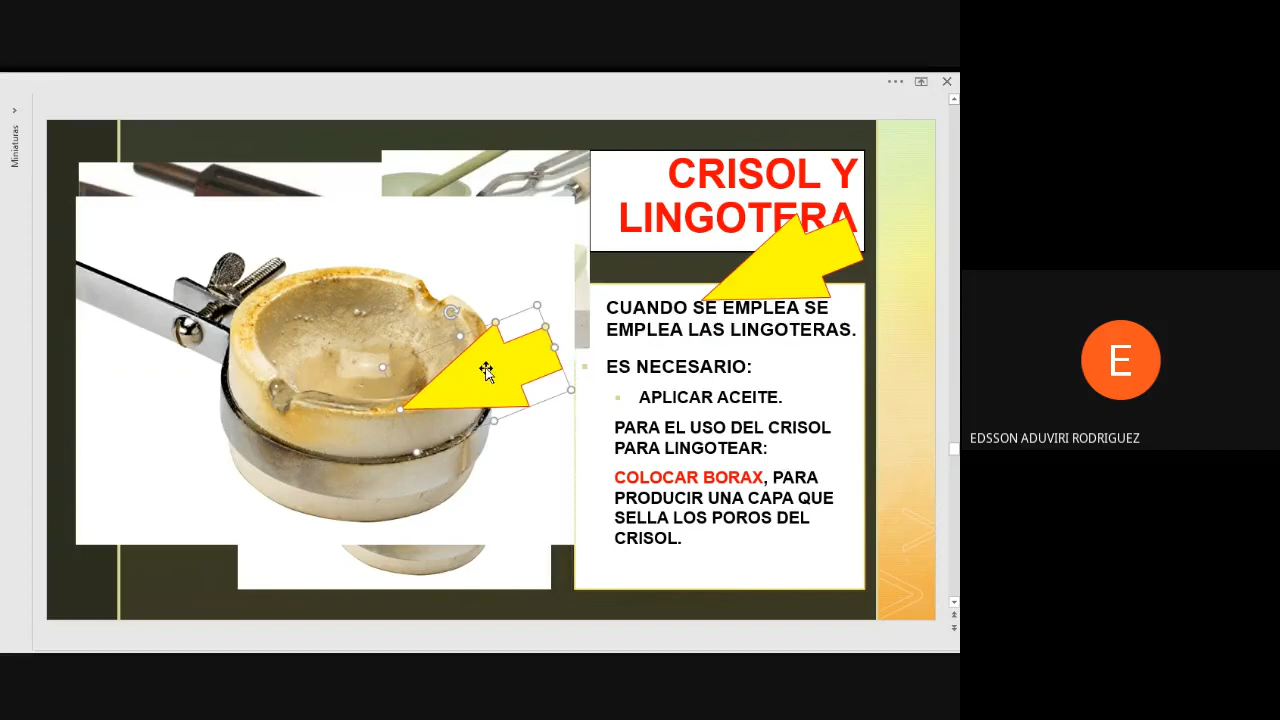 Miniaturas
CRISOL Y
LINGOTERA
CUANDO SE EMPLEA SE
EMPLEA LAS LINGOTERAS.
ES NECESARIO:
APLICAR ACEITE.
PARA EL USO DEL CRISOL
PARA LINGOTEAR:
COLOCAR BORAX, PARA
PRODUCIR UNA CAPA QUE
SELLA LOS POROS DEL
CRISOL.
E
EDSSON ADUVIRI RODRIGUEZ